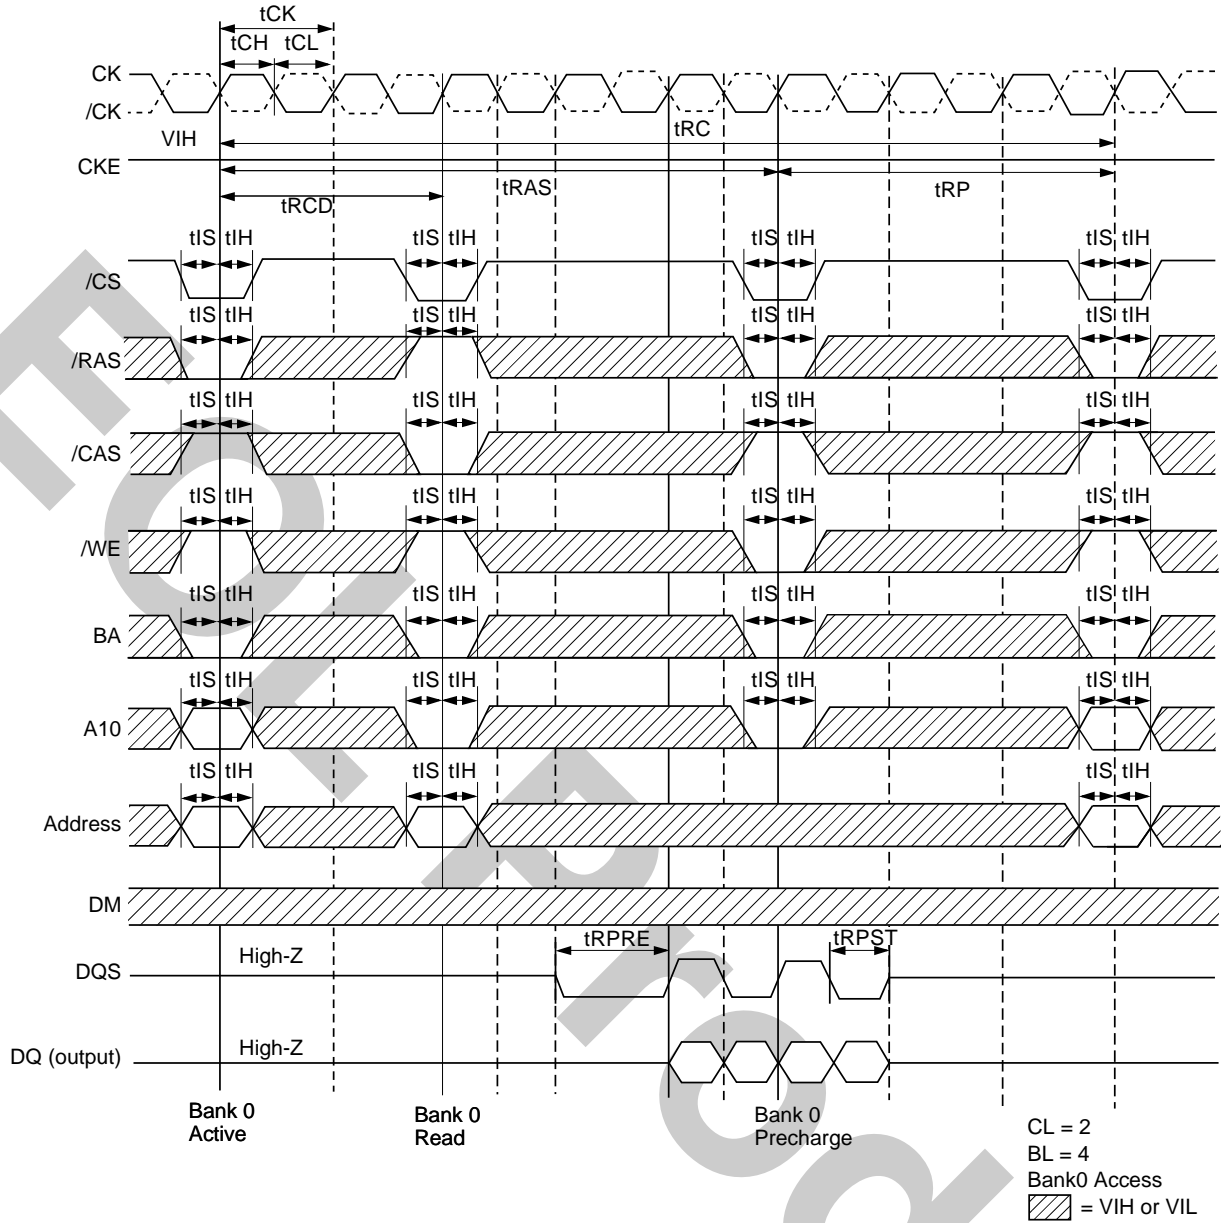 tCK
tCH tCL
CK
/CK
VIH
tRC
CKE
tRAS
tRP
tRCD
tIS tIH tIS tIH tIS tIH tIS tIH
/CS
tIS tIH tIS tIH tIS tIH tIS tIH
/RAS
tIS tIH tIS tIH tIS tIH tIS tIH
/CAS
tIS tIH tIS tIH tIS tIH tIS tIH
/WE
tIS tIH tIS tIH tIS tIH tIS tIH
BA
tIS tIH tIS tIH tIS tIH tIS tIH
A10
tIS tIH tIS tIH tIS tIH
Address
DM
tRPRE tRPST
High-Z
DQS
High-Z
DQ (output)
Bank 0
Active
Bank 0
Read
Bank 0
Precharge
CL = 2
BL = 4
Bank0 Access
= VIH or VIL
EOL Prod